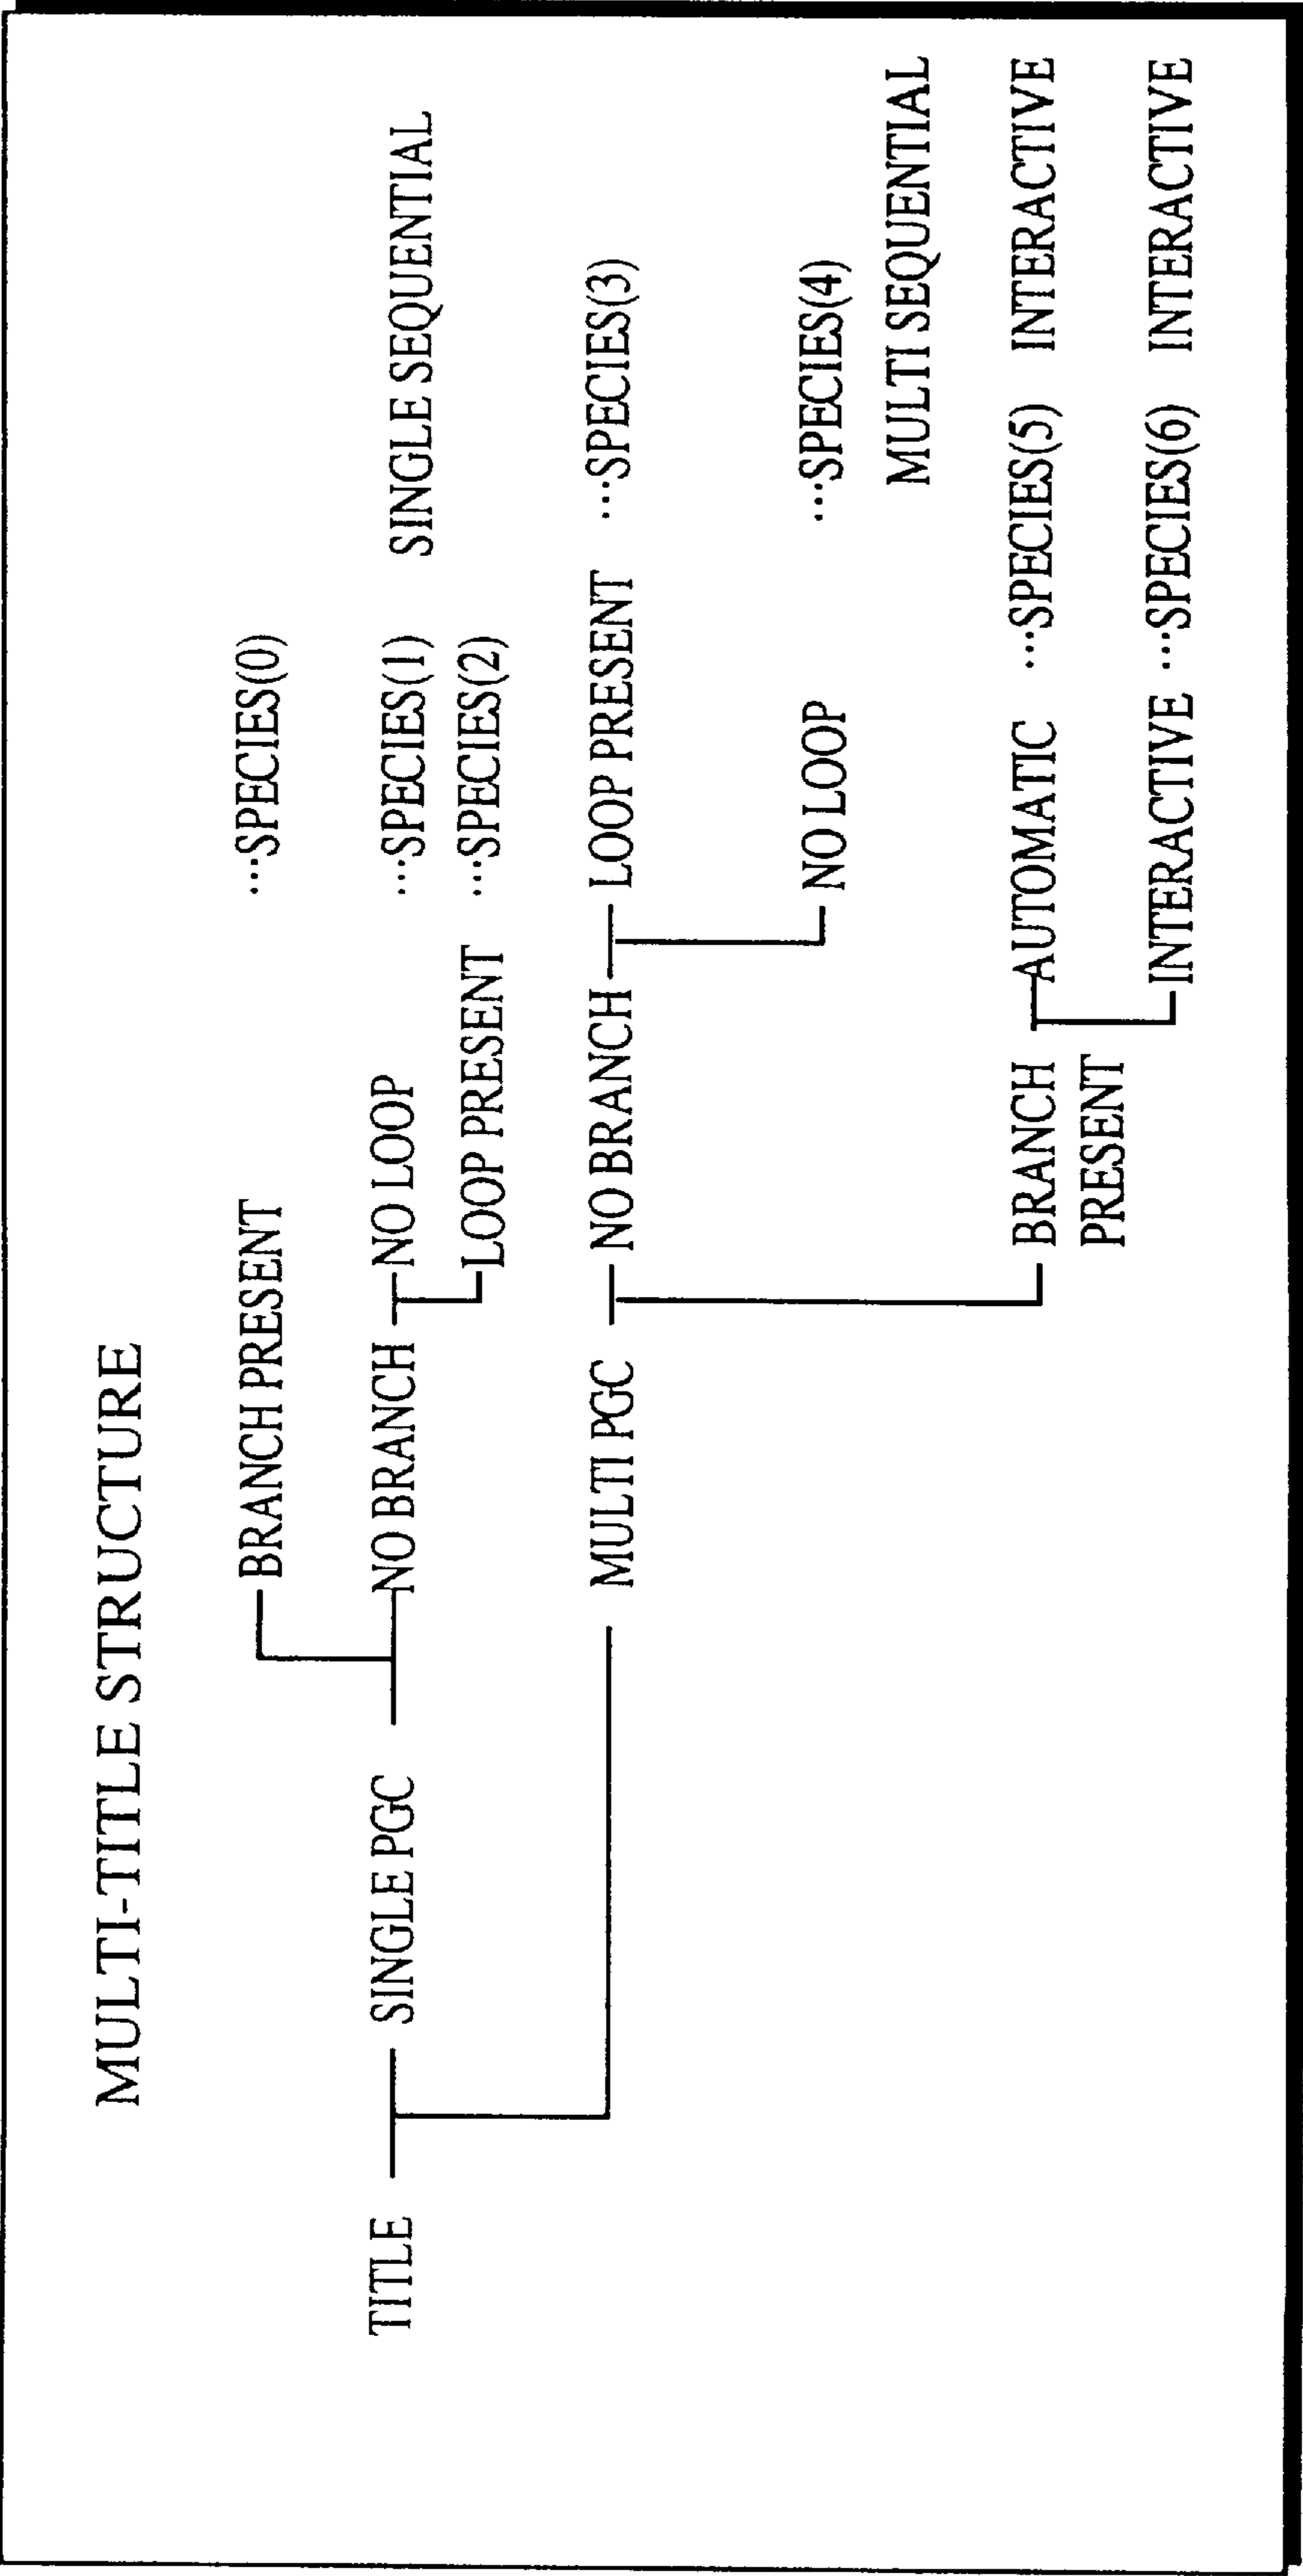 MULTI-TITLE STRUCTURE
BRANCH PRESENT ...SPECIES(0)
TITLE SINGLE PGC NO BRANCH NO LOOP ...SPECIES(1) SINGLE SEQUENTIAL
LOOP PRESENT ...SPECIES(2)
MULTI PGC NO BRANCH LOOP PRESENT ...SPECIES(3)
NO LOOP ...SPECIES(4)
MULTI SEQUENTIAL
BRANCH AUTOMATIC ...SPECIES(5) INTERACTIVE
PRESENT
INTERACTIVE ...SPECIES(6) INTERACTIVE